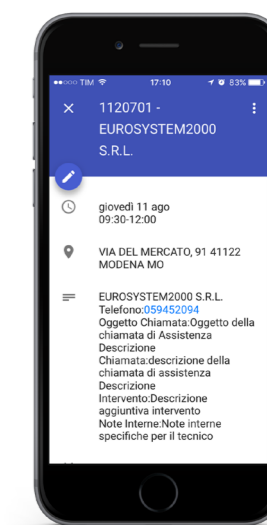 TIM 17:10 83%
1120701 -
EUROSYSTEM2000
S.R.L.
giovedì 11 ago
09:30-12:00
VIA DEL MERCATO, 91 41122
MODENA MO
EUROSYSTEM2000 S.R.L.
Telefono:059452094
Oggetto Chiamata:Oggetto della
chiamata di Assistenza
Descrizione
Chiamata:descrizione della
chiamata di assistenza
Descrizione
Intervento:Descrizione
aggiuntiva intervento
Note Interne:Note interne
specifiche per il tecnico